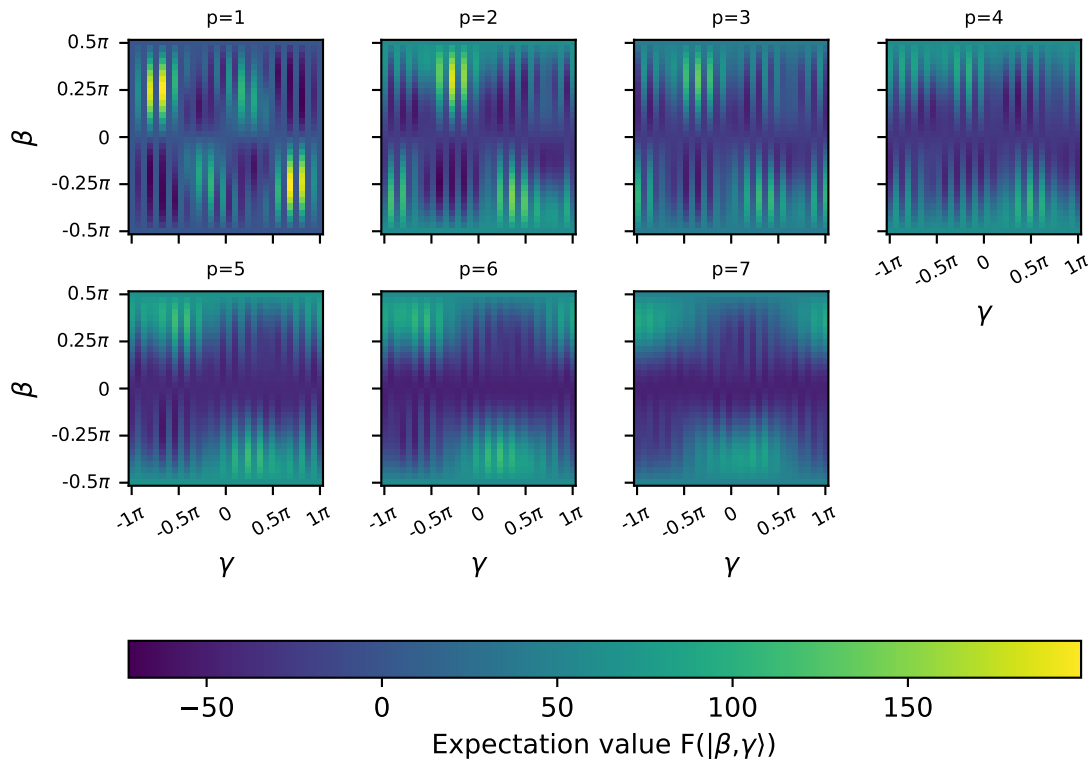 p=1 p=2 p=3 p=4
0.5π
0.25π
0
-0.25π
-0.5π
β
-1π -0.5π 0 0.5π 1π
γ
p=5 p=6 p=7
0.5π
0.25π
0
-0.25π
-0.5π
β
-1π -0.5π 0 0.5π 1π -1π -0.5π 0 0.5π 1π -1π -0.5π 0 0.5π 1π
γ γ γ
−50 0 50 100 150
Expectation value F(|β,γ⟩)